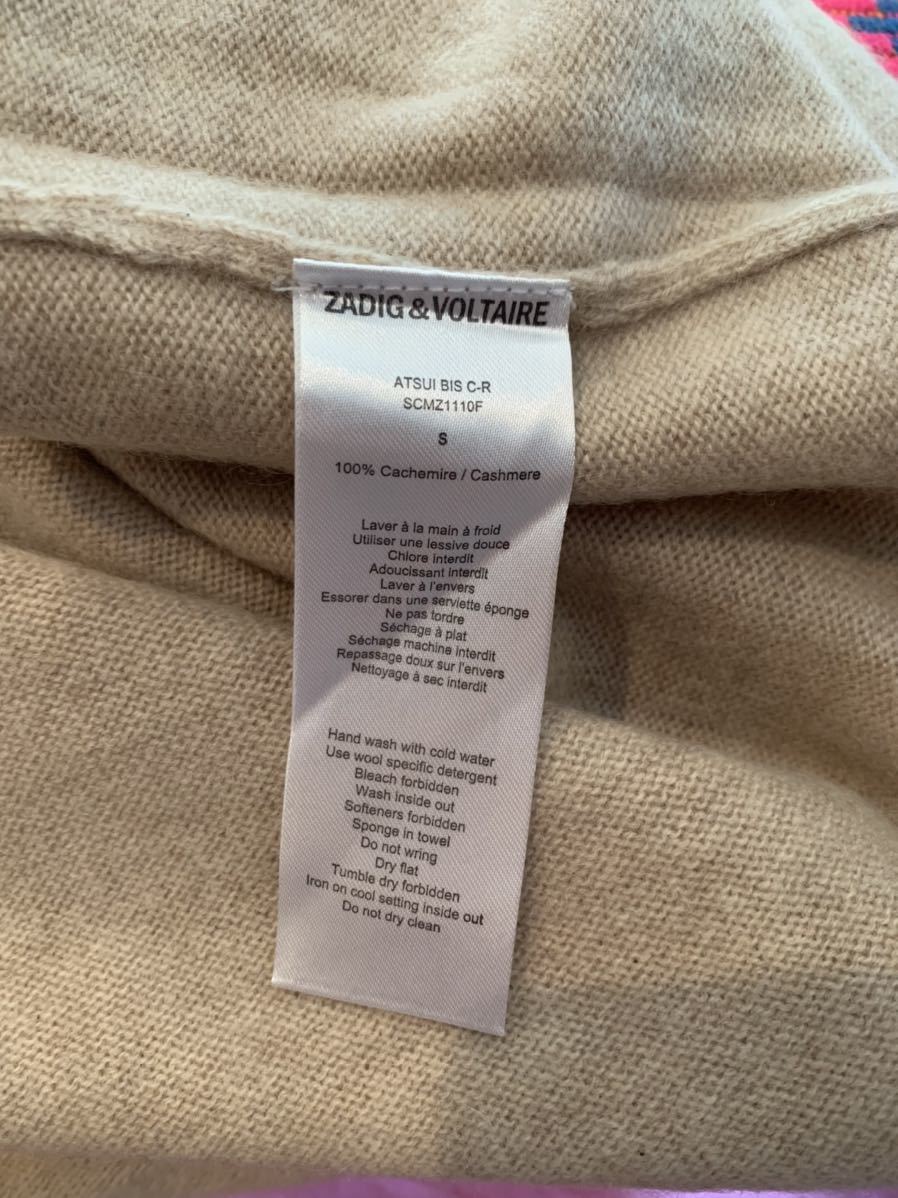 ZADIG & VOLTAIRE
ATSUI BIS C-R
SCMZ1110F
S
100% Cachemire / Cashmere
Laver à la main à froid
Utiliser une lessive douce
Chlore interdit
Adoucissant interdit
Laver à l'envers
Essorer dans une serviette éponge
Ne pas tordre
Séchage à plat
Séchage machine interdit
Repassage doux sur l'envers
Nettoyage à sec interdit
Hand wash with cold water
Use wool specific detergent
Bleach forbidden
Wash inside out
Softeners forbidden
Sponge in towel
Do not wring
Dry flat
Tumble dry forbidden
Iron on cool setting inside out
Do not dry clean